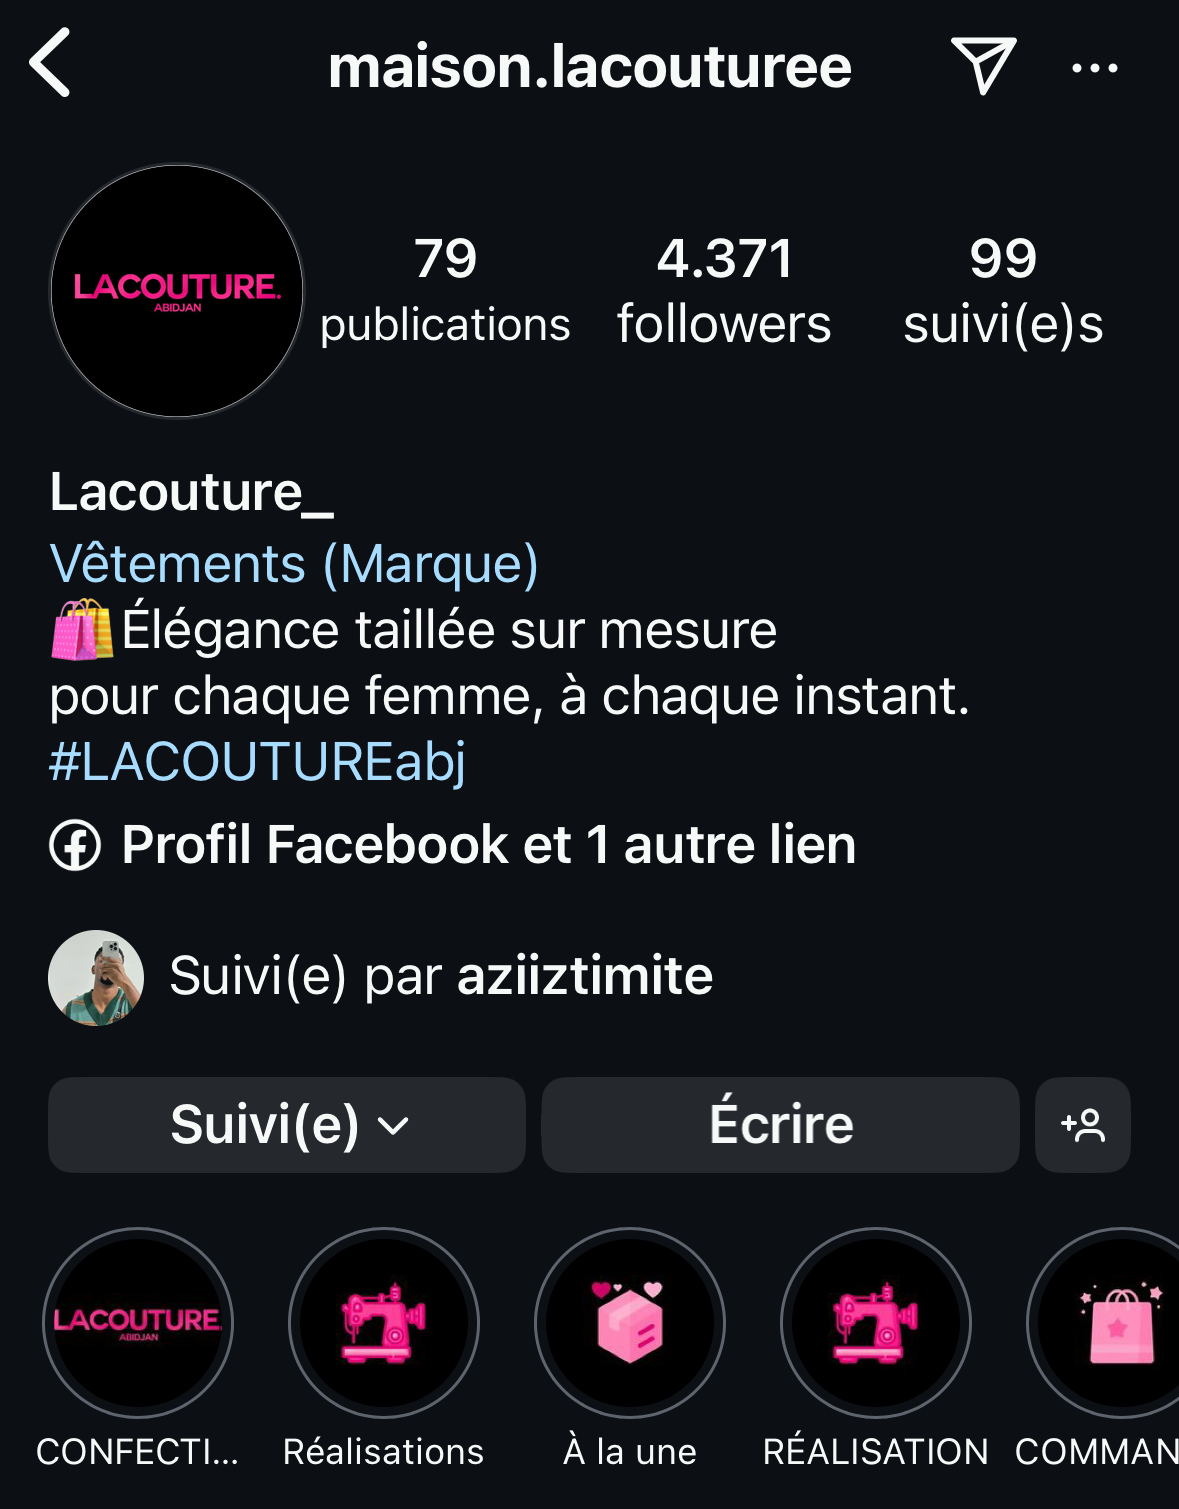 maison.lacouturee
LACOUTURE.
ABIDJAN
79
publications
4.371
followers
99
suivi(e)s
Lacouture_
Vêtements (Marque)
🛍️Élégance taillée sur mesure
pour chaque femme, à chaque instant.
#LACOUTUREabj
Profil Facebook et 1 autre lien
Suivi(e) par aziiztimite
Suivi(e)
Écrire
LACOUTURE.
ABIDJAN
CONFECTI...
Réalisations
À la une
RÉALISATION
COMMAN